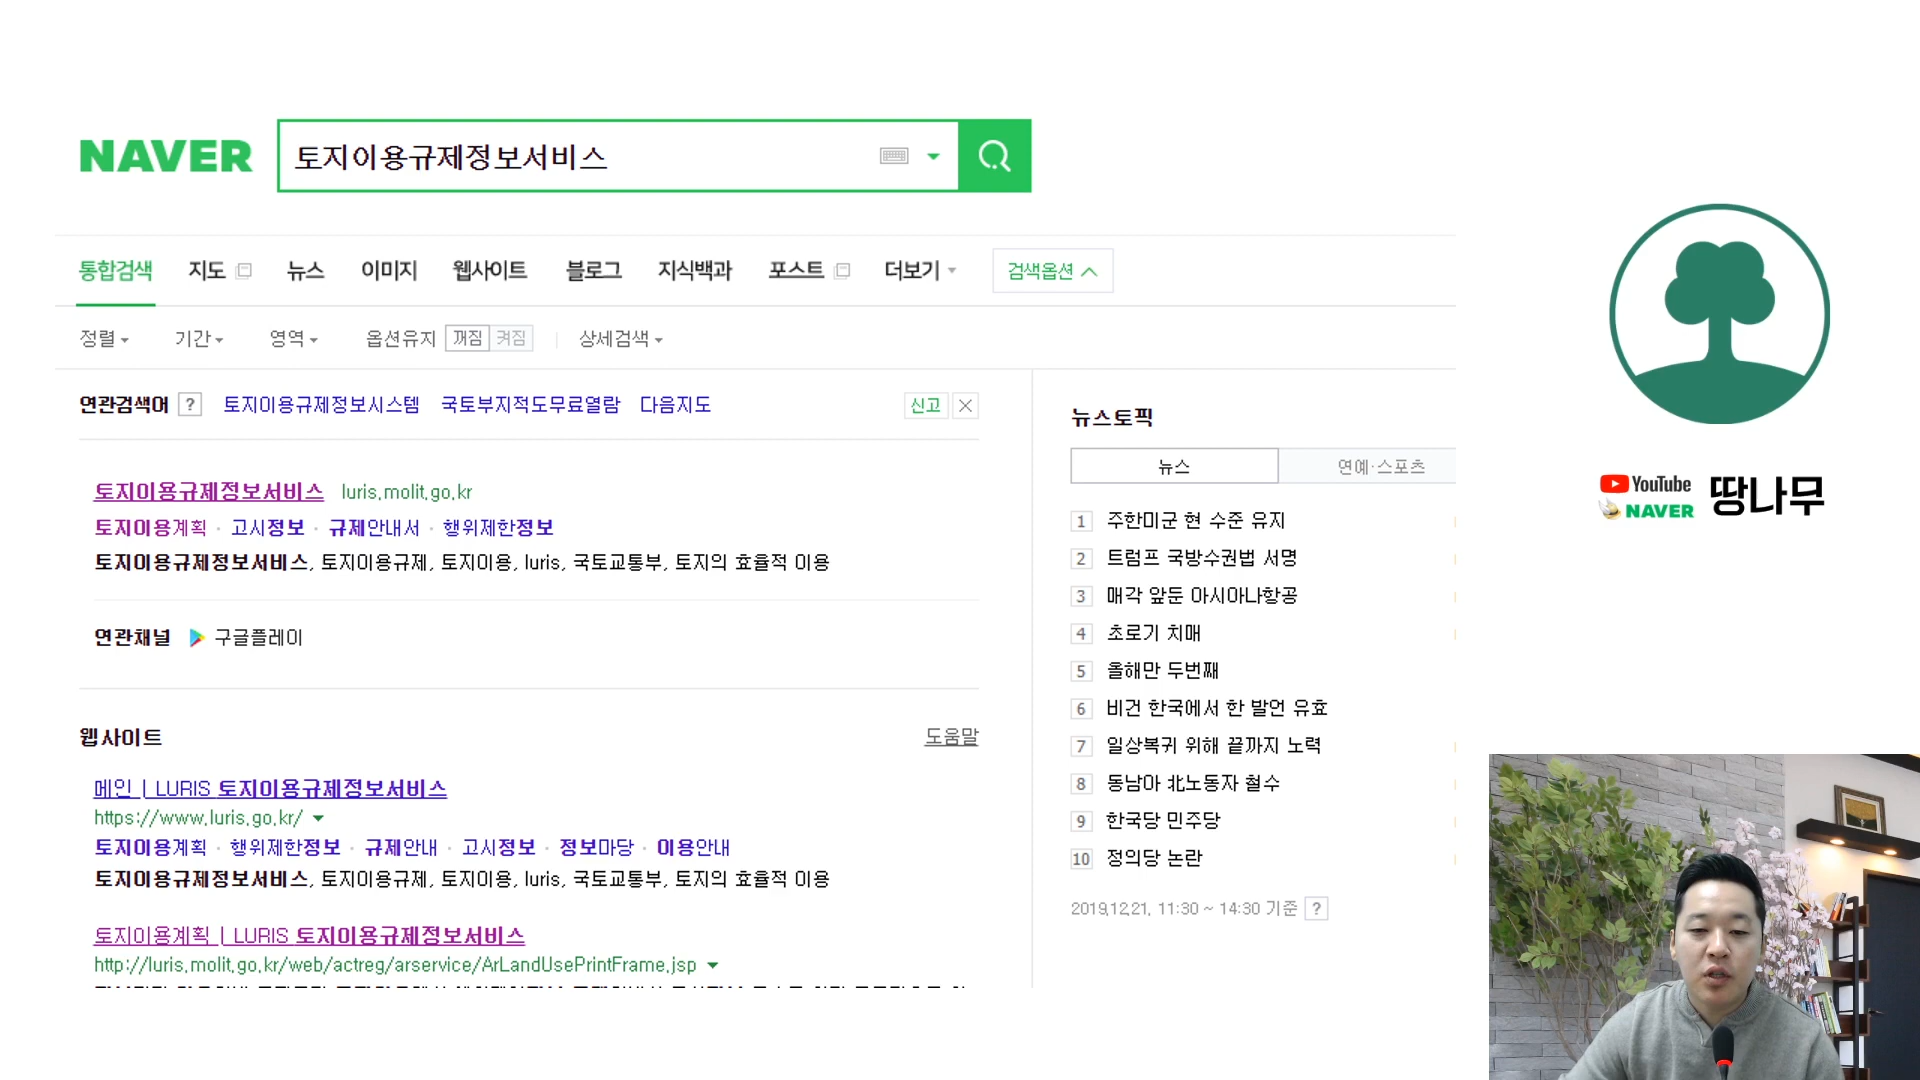 NAVER
토지이용규제정보서비스
통합검색 지도 뉴스 이미지 웹사이트 블로그 지식백과 포스트 더보기 검색옵션
정렬 기간 영역 옵션유지 꺼짐 켜짐 상세검색
연관검색어 ? 토지이용규제정보시스템 국토부지적도무료열람 다음지도 신고
토지이용규제정보서비스 luris.molit.go.kr
토지이용계획 · 고시정보 · 규제안내서 · 행위제한정보
토지이용규제정보서비스, 토지이용규제, 토지이용, luris, 국토교통부, 토지의 효율적 이용
연관채널 구글플레이
웹사이트 도움말
메인 | LURIS 토지이용규제정보서비스
https://www.luris.go.kr/
토지이용계획 · 행위제한정보 · 규제안내 · 고시정보 · 정보마당 · 이용안내
토지이용규제정보서비스, 토지이용규제, 토지이용, luris, 국토교통부, 토지의 효율적 이용
토지이용계획 | LURIS 토지이용규제정보서비스
http://luris.molit.go.kr/web/actreg/arservice/ArLandUsePrintFrame.jsp
뉴스토픽
뉴스 연예·스포츠
1 주한미군 현 수준 유지
2 트럼프 국방수권법 서명
3 매각 앞둔 아시아나항공
4 초로기 치매
5 올해만 두번째
6 비건 한국에서 한 발언 유효
7 일상복귀 위해 끝까지 노력
8 동남아 北노동자 철수
9 한국당 민주당
10 정의당 논란
2019.12.21. 11:30 ~ 14:30 기준 ?
YouTube
NAVER
땅나무